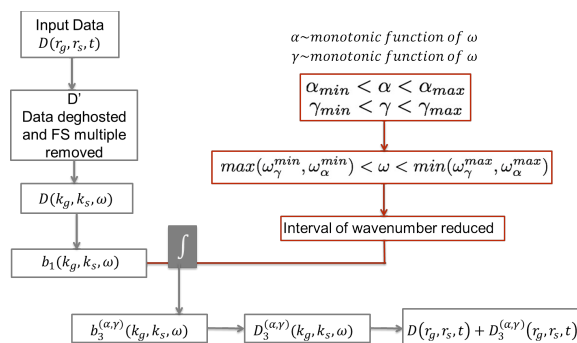 Input Data
D(r_g, r_s, t)
D'
Data deghosted
and FS multiple
removed
D(k_g, k_s, ω)
b_1(k_g, k_s, ω)
α~monotonic function of ω
γ~monotonic function of ω
α_min < α < α_max
γ_min < γ < γ_max
max(ω_γ^min, ω_α^min) < ω < min(ω_γ^max, ω_α^max)
Interval of wavenumber reduced
∫
b_3^(α,γ)(k_g, k_s, ω)
D_3^(α,γ)(k_g, k_s, ω)
D(r_g, r_s, t) + D_3^(α,γ)(r_g, r_s, t)